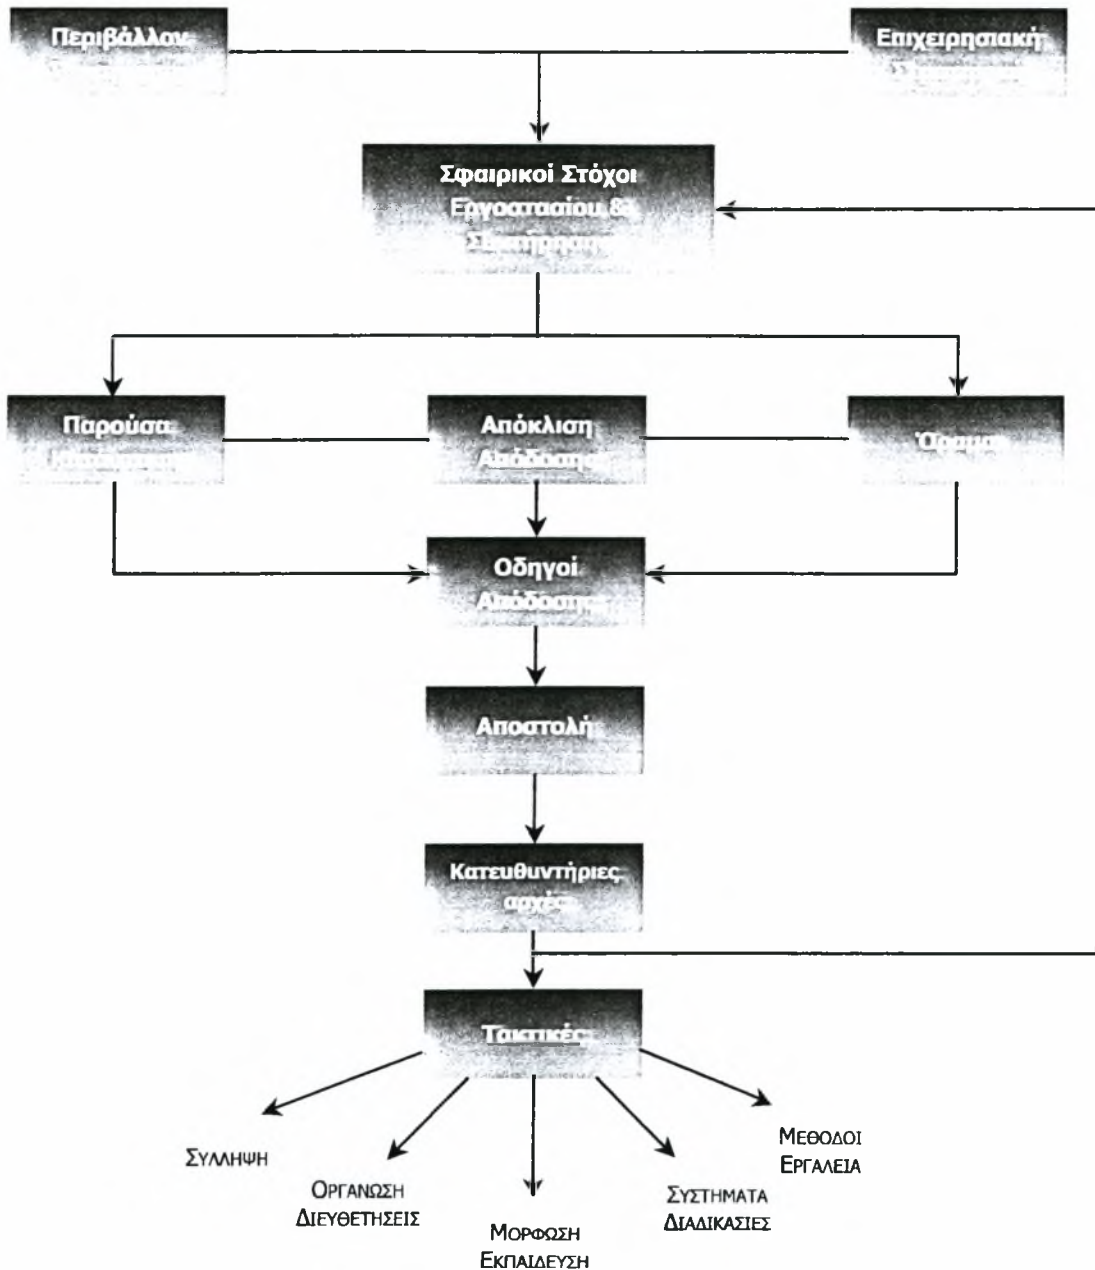 Περιβάλλον
Επιχειρησιακή
Σφαιρικοί Στόχοι
Εργοστασίου &
Συντήρησης
Παρούσα
Απόκλιση
Απόδοσης
Όραμα
Οδηγοί
Απόδοσης
Αποστολή
Κατευθυντήριες
αρχές
Τακτικές
ΣΥΛΛΗΨΗ
ΟΡΓΑΝΩΣΗ
ΔΙΕΥΘΕΤΗΣΕΙΣ
ΜΟΡΦΩΣΗ
ΕΚΠΑΙΔΕΥΣΗ
ΣΥΣΤΗΜΑΤΑ
ΔΙΑΔΙΚΑΣΙΕΣ
ΜΕΘΟΔΟΙ
ΕΡΓΑΛΕΙΑ